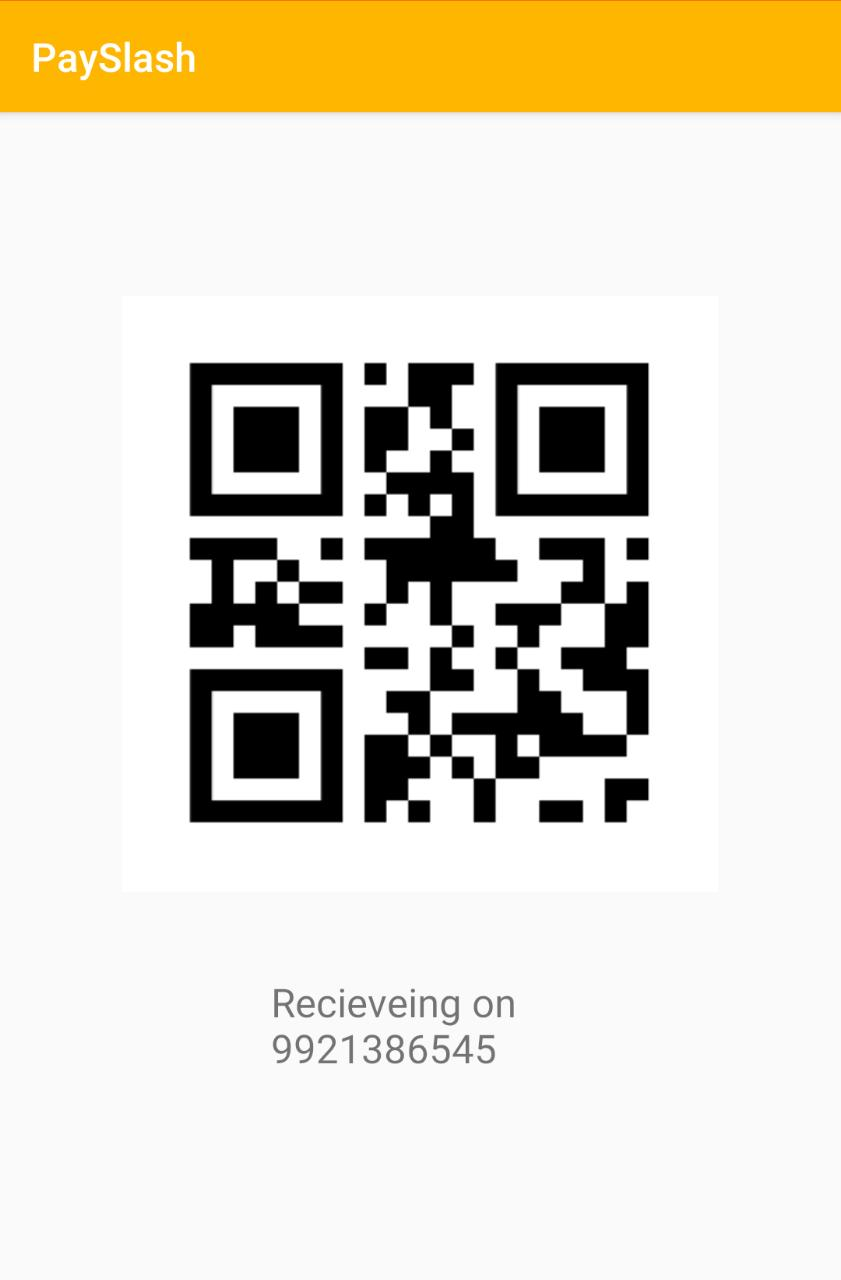 PaySlash
Recieveing on
9921386545